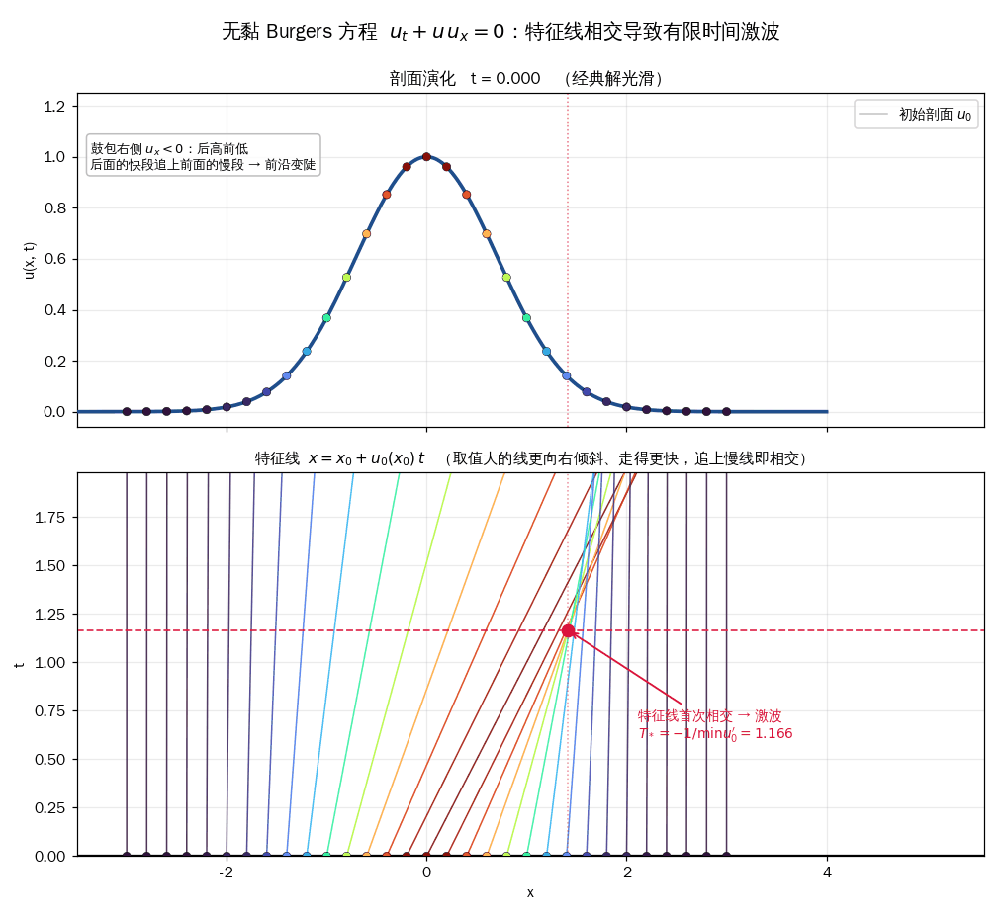 无黏 Burgers 方程 $u_t + u\,u_x = 0$：特征线相交导致有限时间激波
剖面演化 t = 0.000 （经典解光滑）
初始剖面 $u_0$
鼓包右侧 $u_x < 0$：后高前低
后面的快段追上前面的慢段 → 前沿变陡
u(x, t)
1.2
1.0
0.8
0.6
0.4
0.2
0.0
特征线 $x = x_0 + u_0(x_0)\,t$ （取值大的线更向右倾斜、走得更快，追上慢线即相交）
t
1.75
1.50
1.25
1.00
0.75
0.50
0.25
0.00
特征线首次相交 → 激波
$T_* = -1/\min u_0' = 1.166$
-2
0
2
4
x